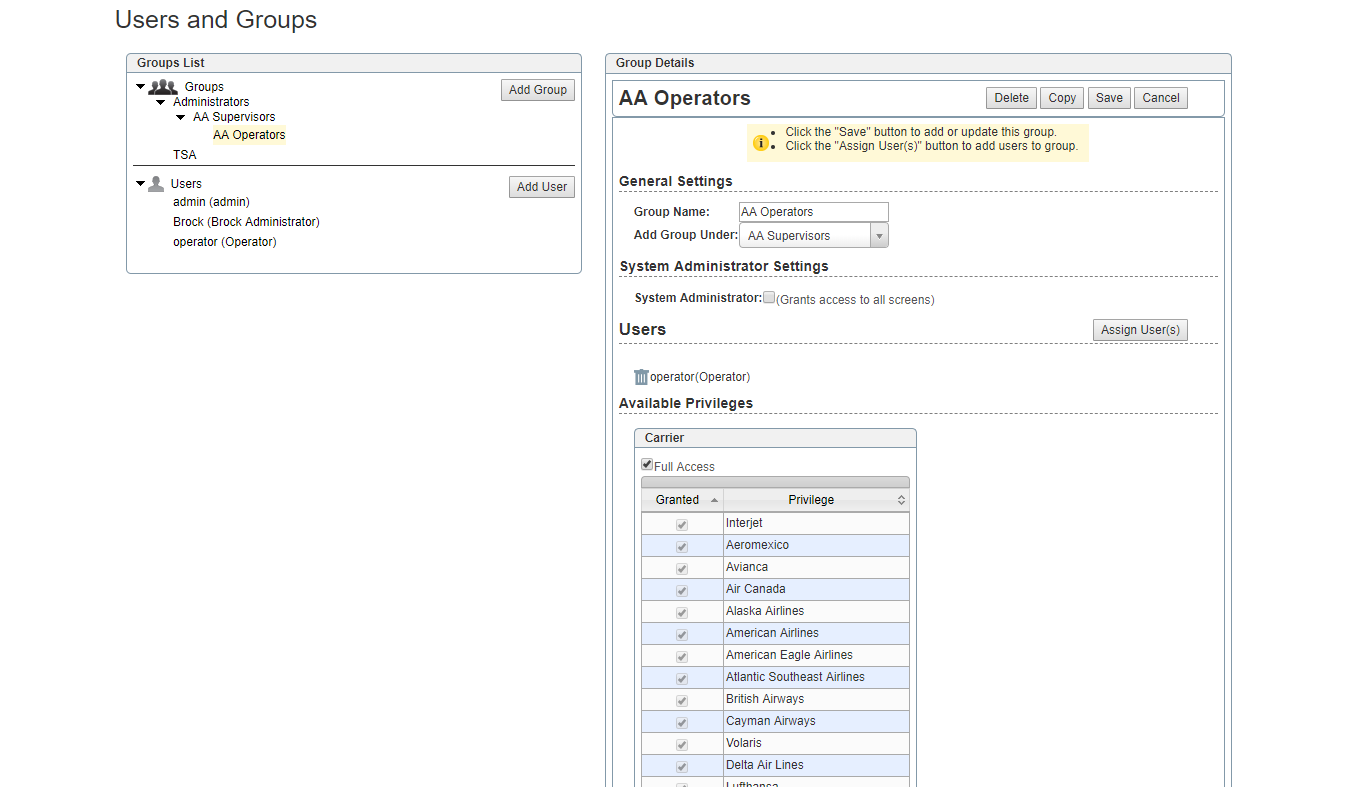 Users and Groups
Groups List
Groups
Add Group
Administrators
AA Supervisors
AA Operators
TSA
Users
Add User
admin (admin)
Brock (Brock Administrator)
operator (Operator)
Group Details
AA Operators
Delete
Copy
Save
Cancel
Click the "Save" button to add or update this group.
Click the "Assign User(s)" button to add users to group.
General Settings
Group Name: AA Operators
Add Group Under: AA Supervisors
System Administrator Settings
System Administrator: (Grants access to all screens)
Users
Assign User(s)
operator(Operator)
Available Privileges
Carrier
Full Access
Granted Privilege
Interjet
Aeromexico
Avianca
Air Canada
Alaska Airlines
American Airlines
American Eagle Airlines
Atlantic Southeast Airlines
British Airways
Cayman Airways
Volaris
Delta Air Lines
Lufthansa